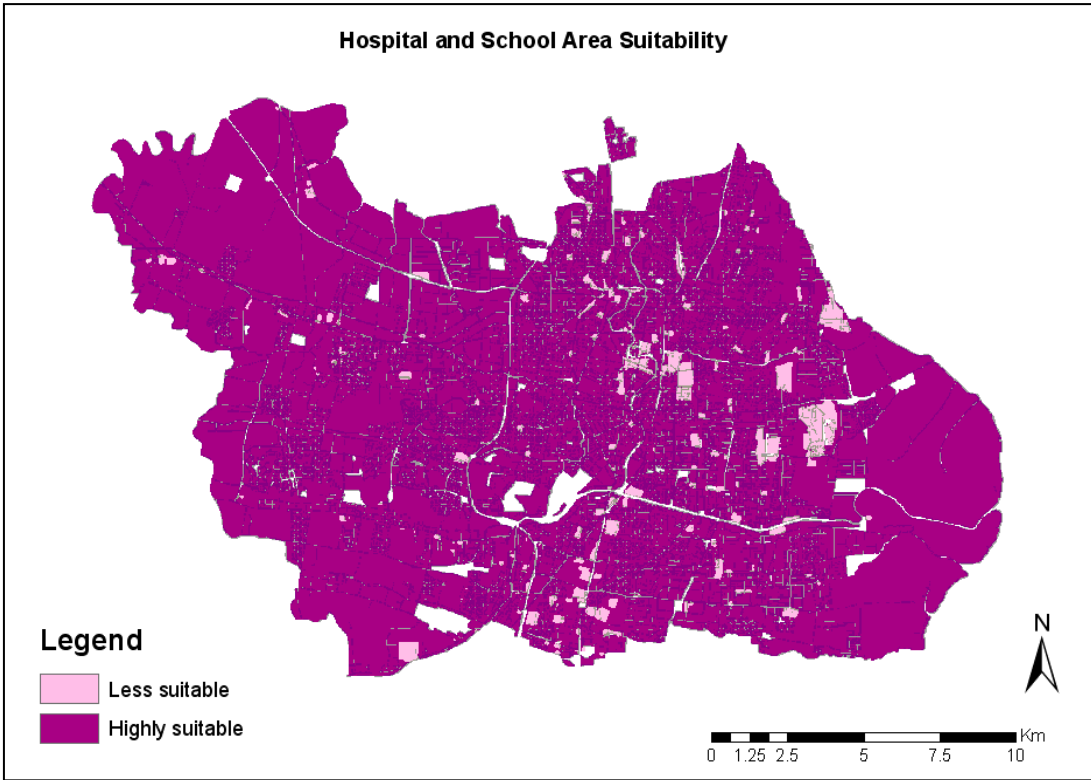 Hospital and School Area Suitability
N
Legend
Less suitable
Highly suitable
Km
0 1.25 2.5 5 7.5 10